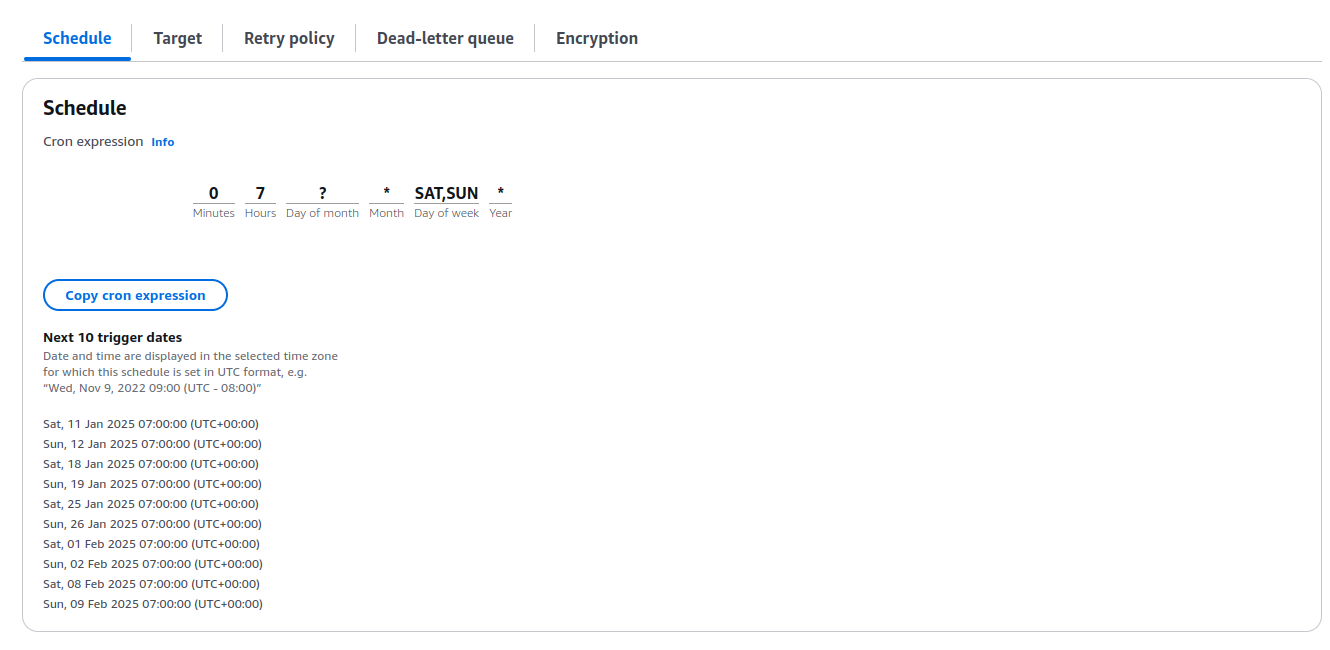 Schedule Target Retry policy Dead-letter queue Encryption
Schedule
Cron expression Info
0 7 ? * SAT,SUN *
Minutes Hours Day of month Month Day of week Year
Copy cron expression
Next 10 trigger dates
Date and time are displayed in the selected time zone
for which this schedule is set in UTC format, e.g.
“Wed, Nov 9, 2022 09:00 (UTC - 08:00)”
Sat, 11 Jan 2025 07:00:00 (UTC+00:00)
Sun, 12 Jan 2025 07:00:00 (UTC+00:00)
Sat, 18 Jan 2025 07:00:00 (UTC+00:00)
Sun, 19 Jan 2025 07:00:00 (UTC+00:00)
Sat, 25 Jan 2025 07:00:00 (UTC+00:00)
Sun, 26 Jan 2025 07:00:00 (UTC+00:00)
Sat, 01 Feb 2025 07:00:00 (UTC+00:00)
Sun, 02 Feb 2025 07:00:00 (UTC+00:00)
Sat, 08 Feb 2025 07:00:00 (UTC+00:00)
Sun, 09 Feb 2025 07:00:00 (UTC+00:00)